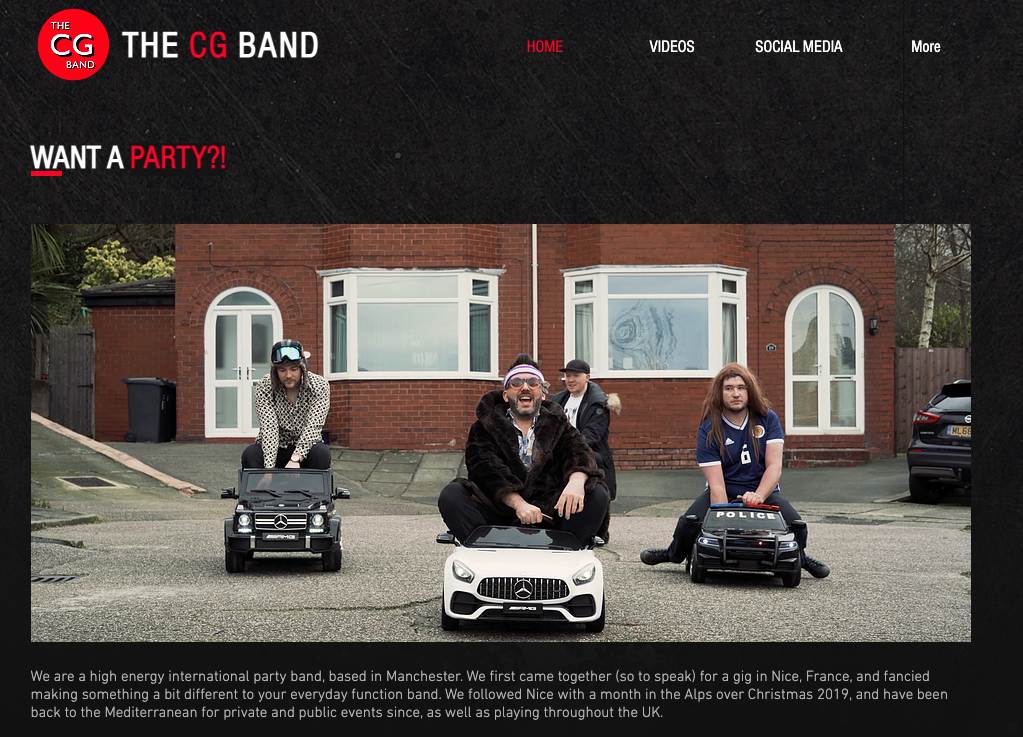 THE
CG
BAND
THE CG BAND
HOME
VIDEOS
SOCIAL MEDIA
More
WANT A PARTY?!
6
POLICE
AMG
AMG
We are a high energy international party band, based in Manchester. We first came together (so to speak) for a gig in Nice, France, and fancied
making something a bit different to your everyday function band. We followed Nice with a month in the Alps over Christmas 2019, and have been
back to the Mediterranean for private and public events since, as well as playing throughout the UK.